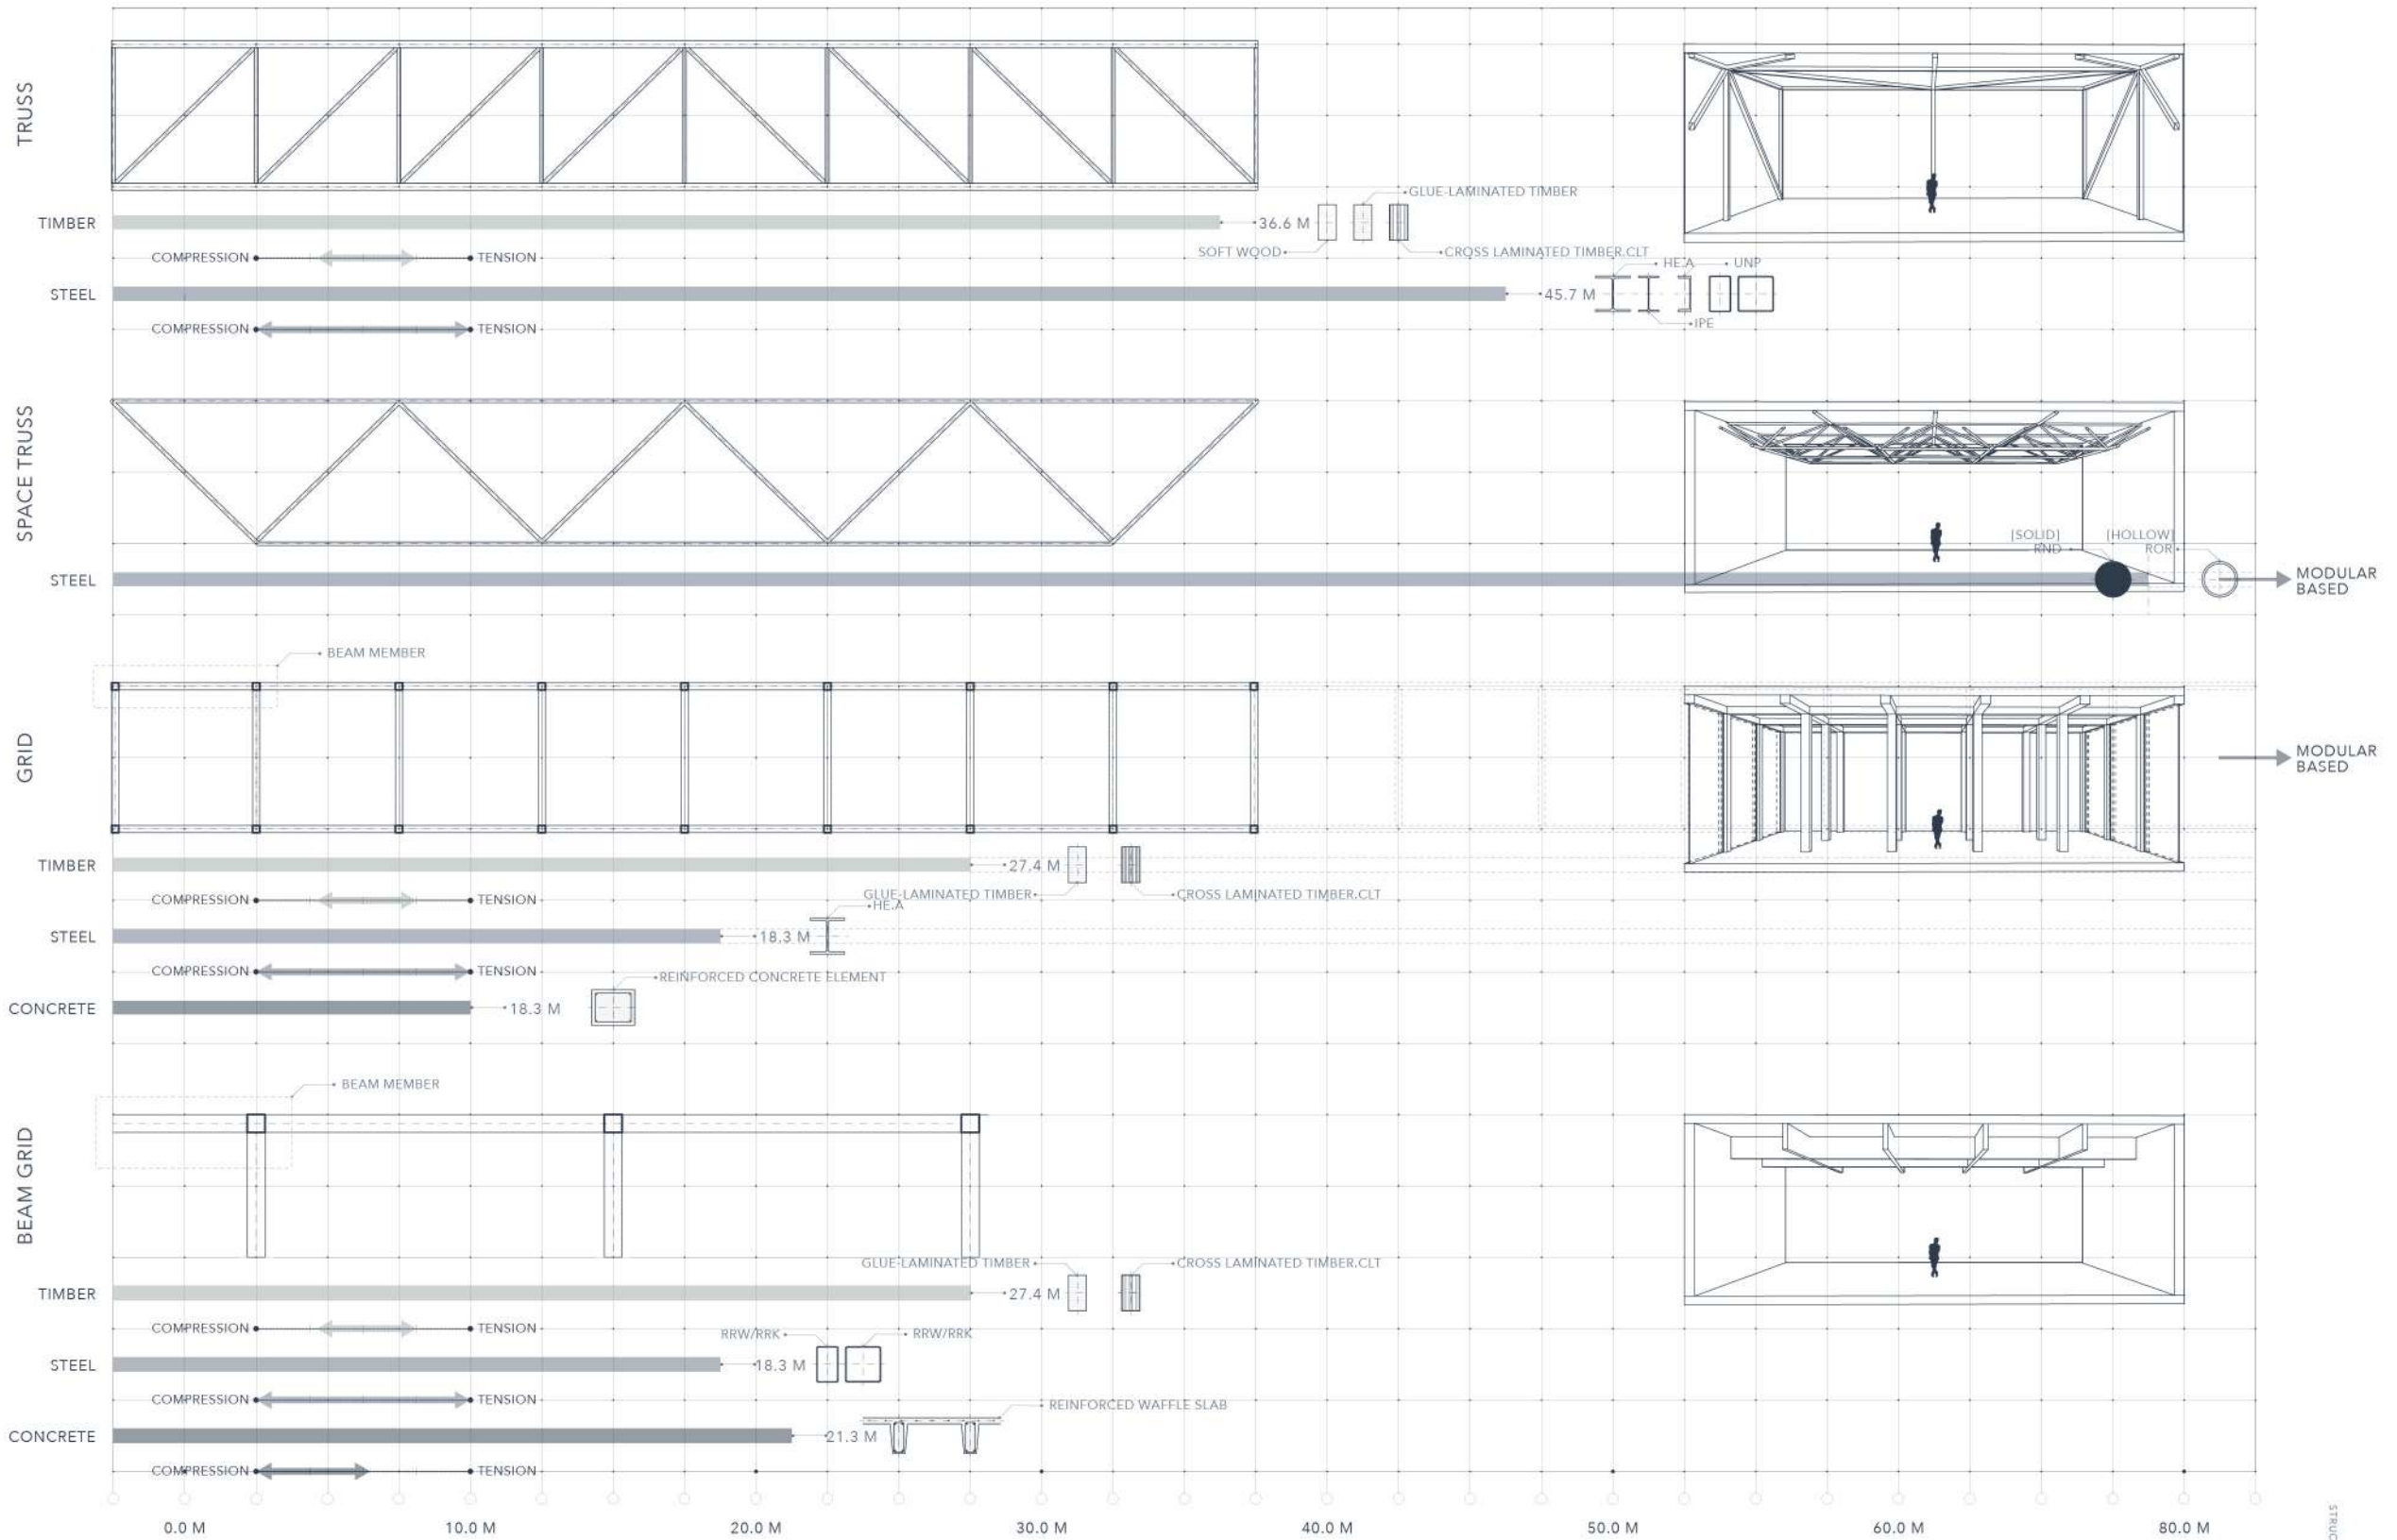 TRUSS
GLUE-LAMINATED TIMBER
TIMBER
36.6 M
SOFT WOOD
CROSS LAMINATED TIMBER.CLT
COMPRESSION
TENSION
HE.A
UNP
STEEL
45.7 M
IPE
COMPRESSION
TENSION
SPACE TRUSS
[SOLID]
RND
[HOLLOW]
ROR
STEEL
MODULAR
BASED
BEAM MEMBER
GRID
MODULAR
BASED
TIMBER
27.4 M
GLUE-LAMINATED TIMBER
CROSS LAMINATED TIMBER.CLT
COMPRESSION
TENSION
HE.A
STEEL
18.3 M
COMPRESSION
TENSION
REINFORCED CONCRETE ELEMENT
CONCRETE
18.3 M
BEAM MEMBER
BEAM GRID
GLUE-LAMINATED TIMBER
CROSS LAMINATED TIMBER.CLT
TIMBER
27.4 M
COMPRESSION
TENSION
RRW/RRK
RRW/RRK
STEEL
18.3 M
COMPRESSION
TENSION
REINFORCED WAFFLE SLAB
CONCRETE
21.3 M
COMPRESSION
TENSION
0.0 M
10.0 M
20.0 M
30.0 M
40.0 M
50.0 M
60.0 M
80.0 M
STRUC